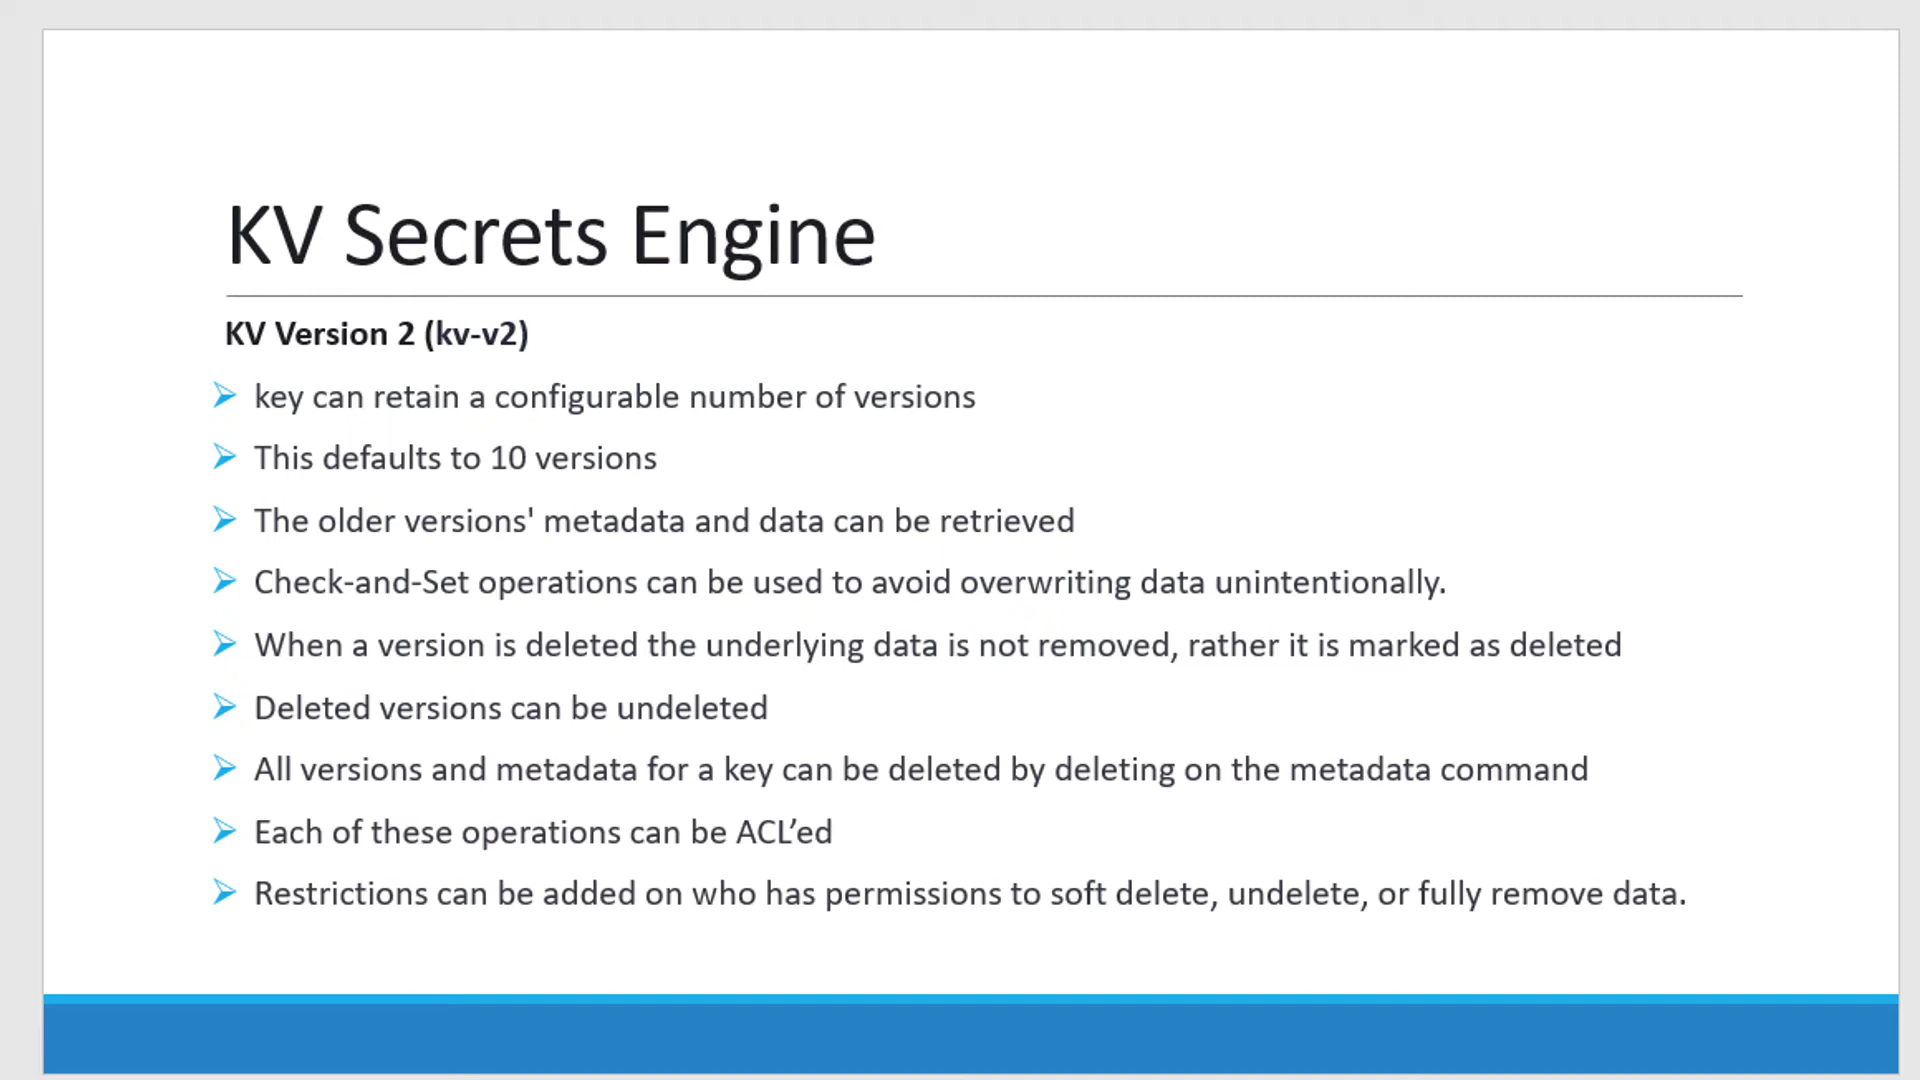 KV Secrets Engine
KV Version 2 (kv-v2)
key can retain a configurable number of versions
This defaults to 10 versions
The older versions' metadata and data can be retrieved
Check-and-Set operations can be used to avoid overwriting data unintentionally.
When a version is deleted the underlying data is not removed, rather it is marked as deleted
Deleted versions can be undeleted
All versions and metadata for a key can be deleted by deleting on the metadata command
Each of these operations can be ACL’ed
Restrictions can be added on who has permissions to soft delete, undelete, or fully remove data.